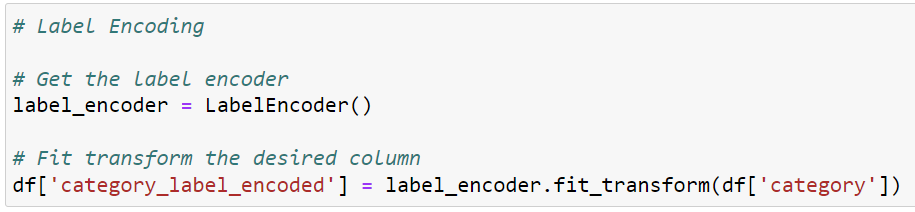 # Label Encoding
# Get the label encoder
label_encoder = LabelEncoder()
# Fit transform the desired column
df['category_label_encoded'] = label_encoder.fit_transform(df['category'])